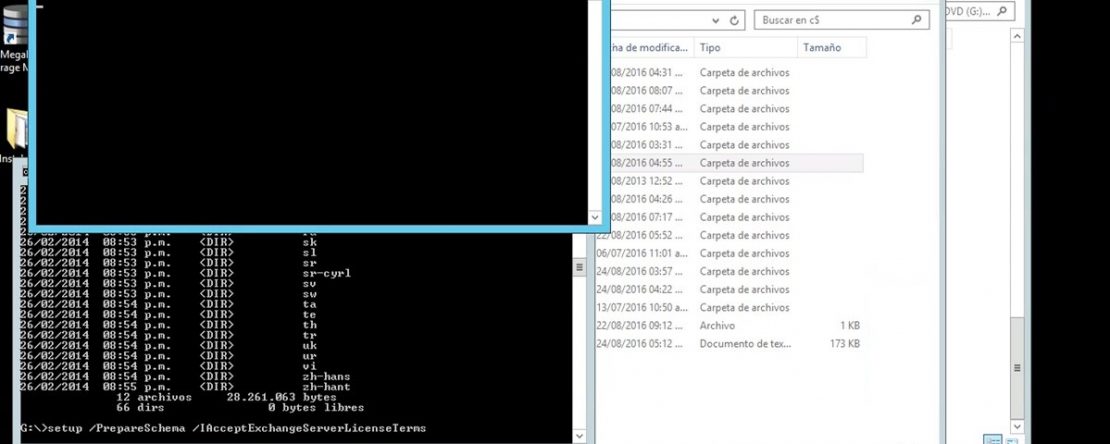 Buscar en c$
DVD (G:)...
Mega
rage M
ha de modifica...
Tipo
Tamaño
08/2016 04:31 ...
Carpeta de archivos
08/2016 08:07 ...
Carpeta de archivos
08/2016 07:44 ...
Carpeta de archivos
/07/2016 10:53 a...
Carpeta de archivos
08/2016 03:31 ...
Carpeta de archivos
08/2016 04:55 ...
Carpeta de archivos
08/2013 12:52 ...
Carpeta de archivos
08/2016 04:26 ...
Carpeta de archivos
08/2016 07:17 ...
Carpeta de archivos
22/08/2016 05:52 ...
Carpeta de archivos
06/07/2016 11:01 a...
Carpeta de archivos
24/08/2016 03:57 ...
Carpeta de archivos
24/08/2016 04:22 ...
Carpeta de archivos
13/07/2016 10:50 a...
Carpeta de archivos
22/08/2016 09:12 ...
Archivo
1 KB
24/08/2016 05:12 ...
Documento de tex...
173 KB
26/02/2014 08:53 p.m. <DIR> sk
26/02/2014 08:53 p.m. <DIR> sl
26/02/2014 08:53 p.m. <DIR> sr
26/02/2014 08:53 p.m. <DIR> sr-cyrl
26/02/2014 08:53 p.m. <DIR> sv
26/02/2014 08:53 p.m. <DIR> sw
26/02/2014 08:54 p.m. <DIR> ta
26/02/2014 08:54 p.m. <DIR> te
26/02/2014 08:54 p.m. <DIR> th
26/02/2014 08:54 p.m. <DIR> tr
26/02/2014 08:54 p.m. <DIR> uk
26/02/2014 08:54 p.m. <DIR> ur
26/02/2014 08:54 p.m. <DIR> vi
26/02/2014 08:54 p.m. <DIR> zh-hans
26/02/2014 08:55 p.m. <DIR> zh-hant
12 archivos 28.261.063 bytes
66 dirs 0 bytes libres
G:\>setup /PrepareSchema /IAcceptExchangeServerLicenseTerms